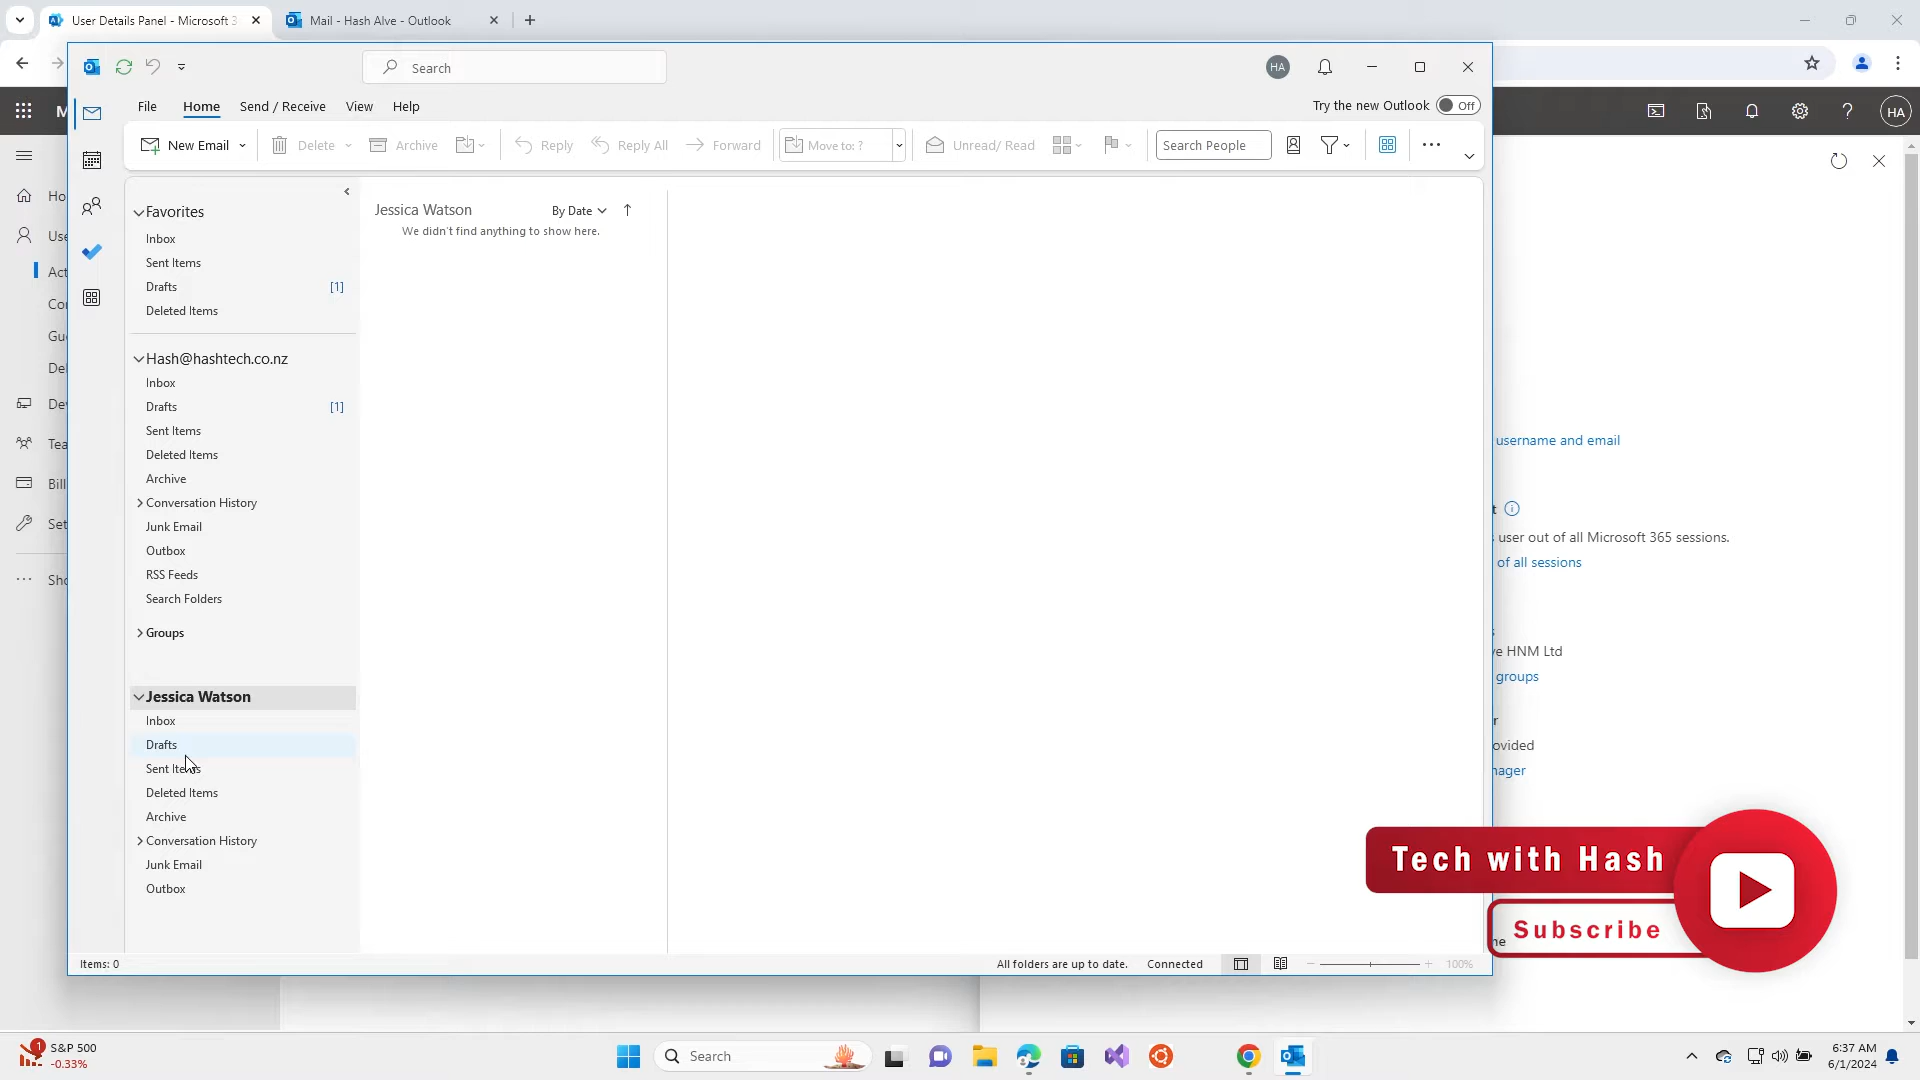 User Details Panel - Microsoft 3
Mail - Hash Alve - Outlook
Search
HA
File
Home
Send / Receive
View
Help
Try the new Outlook
Off
HA
New Email
Delete
Archive
Reply
Reply All
Forward
Move to: ?
Unread/ Read
Search People
Favorites
Inbox
Sent Items
Drafts [1]
Deleted Items
Hash@hashtech.co.nz
Inbox
Drafts [1]
Sent Items
Deleted Items
Archive
Conversation History
Junk Email
Outbox
RSS Feeds
Search Folders
Groups
Jessica Watson
Inbox
Drafts
Sent Items
Deleted Items
Archive
Conversation History
Junk Email
Outbox
Jessica Watson
By Date
We didn't find anything to show here.
username and email
user out of all Microsoft 365 sessions.
of all sessions
HNM Ltd
groups
Tech with Hash
Subscribe
Items: 0
All folders are up to date.
Connected
100%
1
S&P 500
-0.33%
Search
6:37 AM
6/1/2024